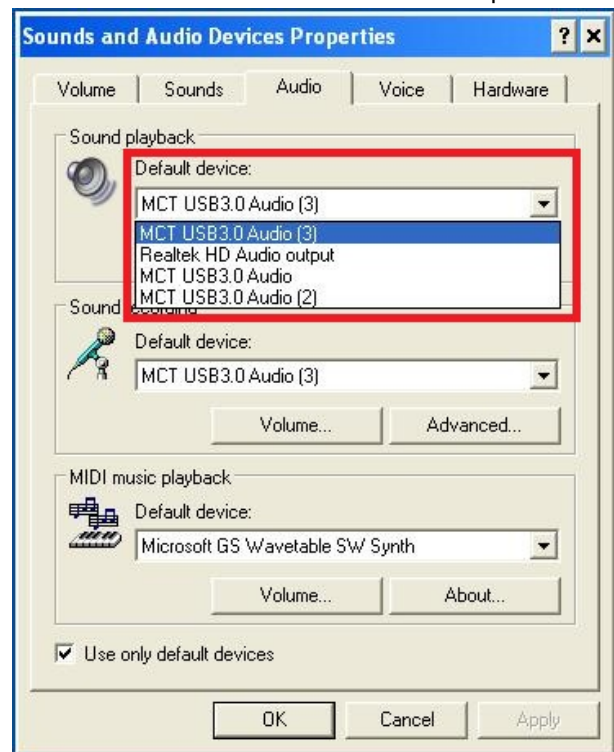 Sounds and Audio Devices Properties
Volume Sounds Audio Voice Hardware
Sound playback
Default device:
MCT USB3.0 Audio (3)
MCT USB3.0 Audio (3)
Realtek HD Audio output
MCT USB3.0 Audio
MCT USB3.0 Audio (2)
Sound recording
Default device:
MCT USB3.0 Audio (3)
Volume... Advanced...
MIDI music playback
Default device:
Microsoft GS Wavetable SW Synth
Volume... About...
Use only default devices
OK Cancel Apply